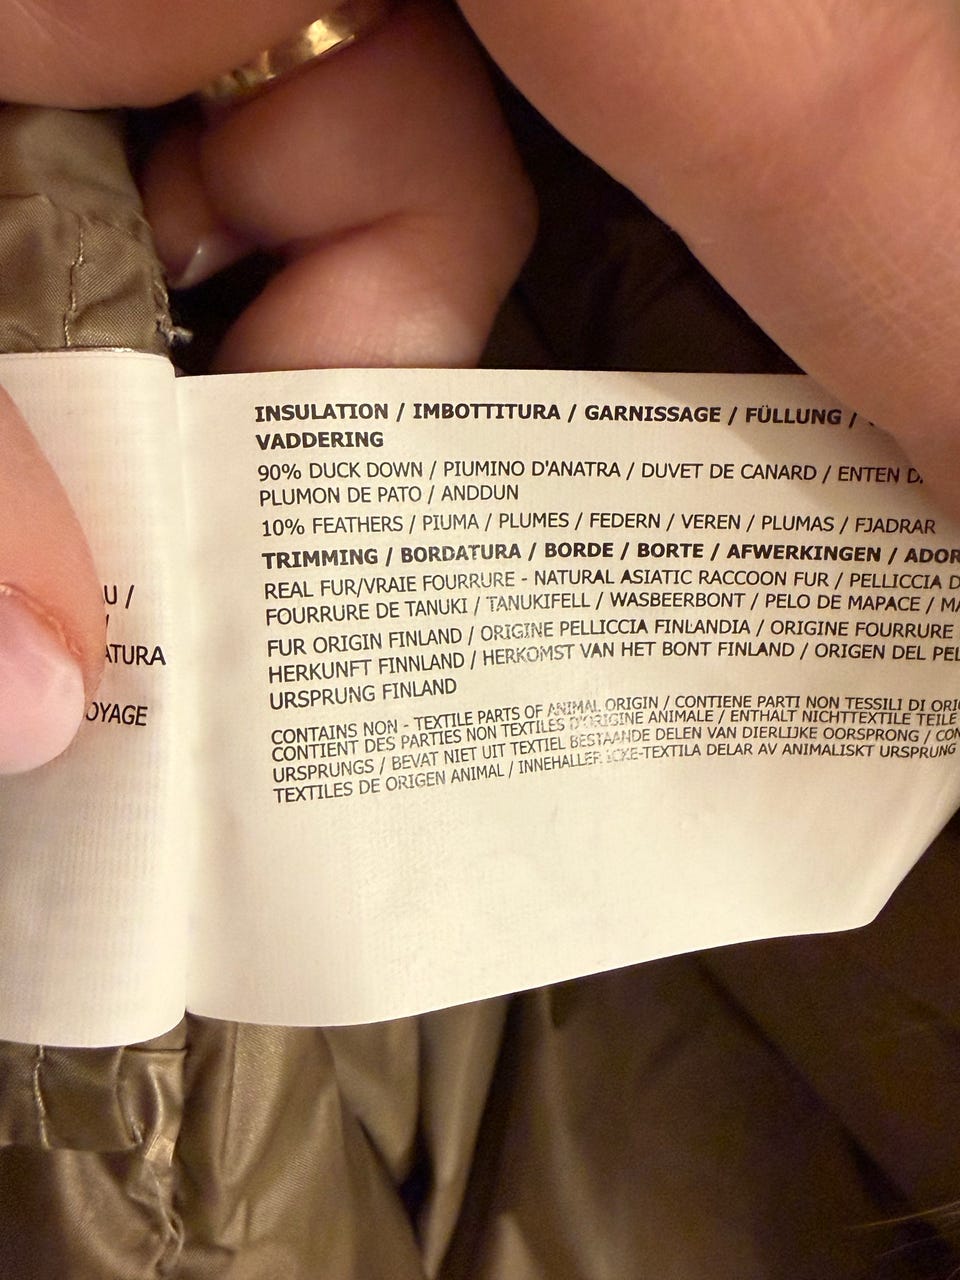 U /
/
ATURA
OYAGE
INSULATION / IMBOTTITURA / GARNISSAGE / FÜLLUNG /
VADDERING
90% DUCK DOWN / PIUMINO D'ANATRA / DUVET DE CANARD / ENTEN
PLUMON DE PATO / ANDDUN
10% FEATHERS / PIUMA / PLUMES / FEDERN / VEREN / PLUMAS / FJADRAR
TRIMMING / BORDATURA / BORDE / BORTE / AFWERKINGEN / ADOR
REAL FUR/VRAIE FOURRURE - NATURAL ASIATIC RACCOON FUR / PELLICCIA D
FOURRURE DE TANUKI / TANUKIFELL / WASBEERBONT / PELO DE MAPACE / MA
FUR ORIGIN FINLAND / ORIGINE PELLICCIA FINLANDIA / ORIGINE FOURRURE
HERKUNFT FINNLAND / HERKOMST VAN HET BONT FINLAND / ORIGEN DEL PEL
URSPRUNG FINLAND
CONTAINS NON - TEXTILE PARTS OF ANIMAL ORIGIN / CONTIENE PARTI NON TESSILI DI ORI
CONTIENT DES PARTIES NON TEXTILES D'ORIGINE ANIMALE / ENTHÄLT NICHTTEXTILE TEILE
URSPRUNGS / BEVAT NIET UIT TEXTIEL BESTAANDE DELEN VAN DIERLIJKE OORSPRONG / CON
TEXTILES DE ORIGEN ANIMAL / INNEHALLER ICKE-TEXTILA DELAR AV ANIMALISKT URSPRUNG